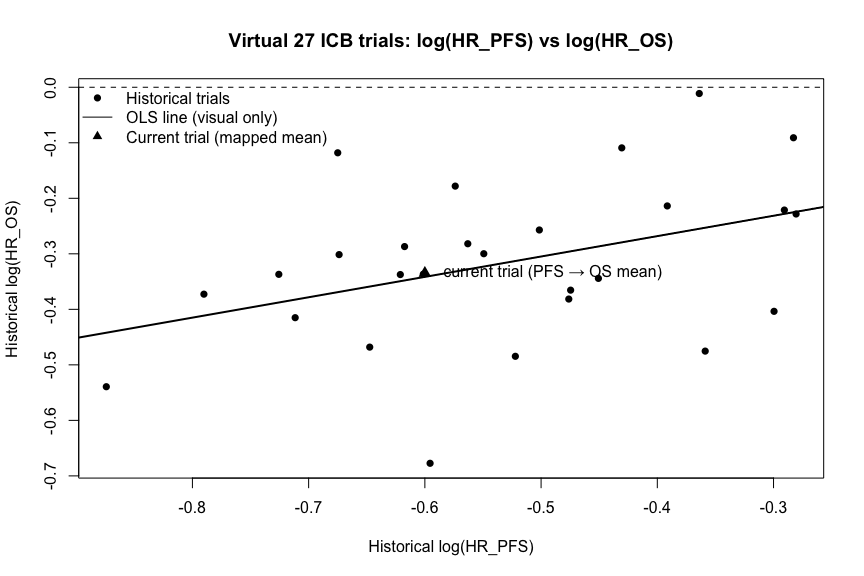 Virtual 27 ICB trials: log(HR_PFS) vs log(HR_OS)
Historical log(HR_OS)
0.0
-0.1
-0.2
-0.3
-0.4
-0.5
-0.6
-0.7
Historical trials
OLS line (visual only)
Current trial (mapped mean)
current trial (PFS → OS mean)
-0.8
-0.7
-0.6
-0.5
-0.4
-0.3
Historical log(HR_PFS)